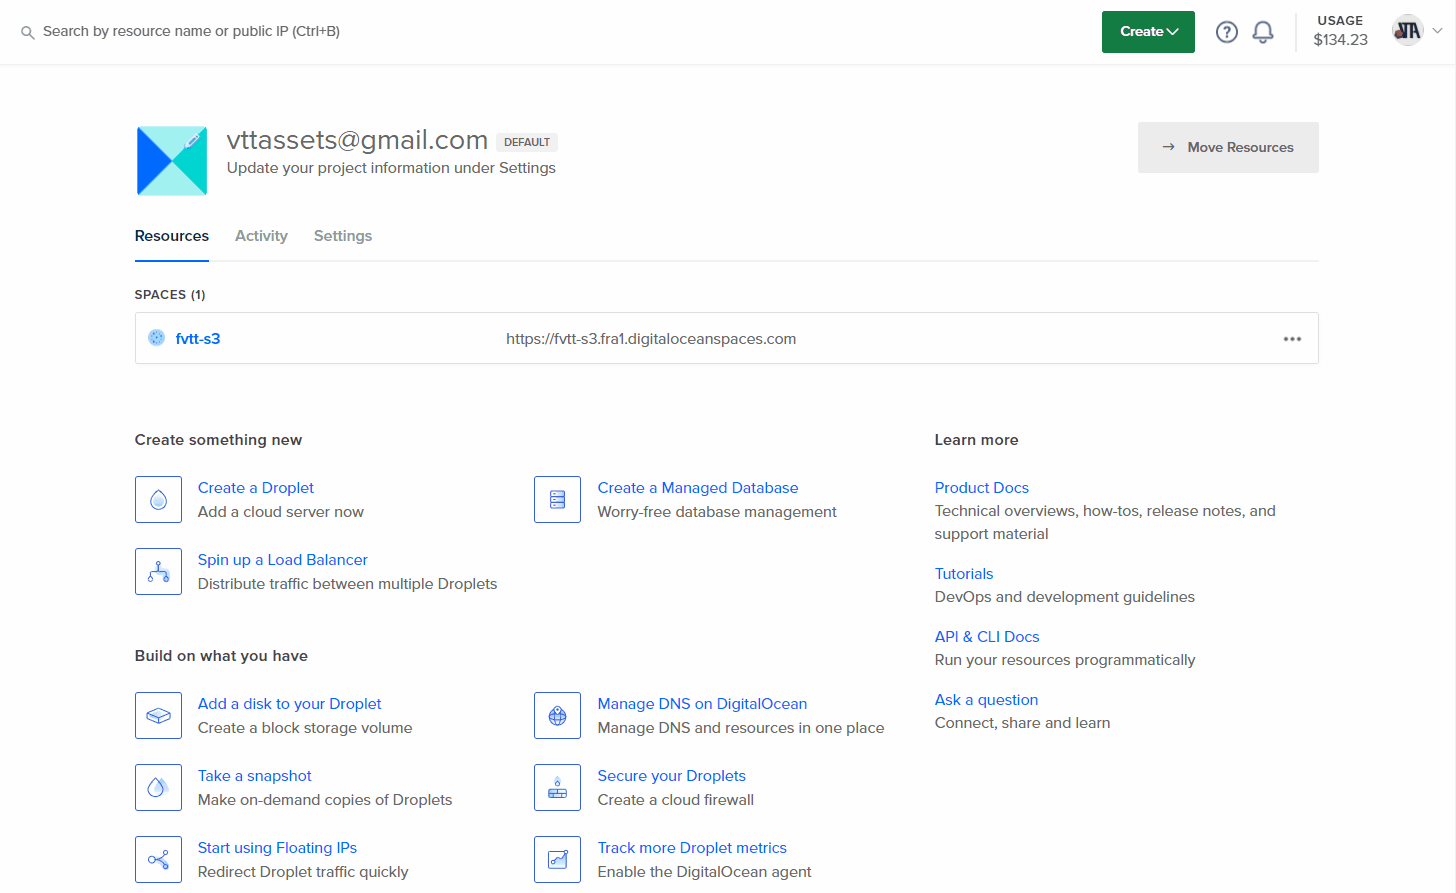 Search by resource name or public IP (Ctrl+B)
Create
?
USAGE
$134.23
vttassets@gmail.com DEFAULT
Update your project information under Settings
→ Move Resources
Resources Activity Settings
SPACES (1)
fvtt-s3 https://fvtt-s3.fra1.digitaloceanspaces.com
Create something new
Create a Droplet
Add a cloud server now
Create a Managed Database
Worry-free database management
Spin up a Load Balancer
Distribute traffic between multiple Droplets
Build on what you have
Add a disk to your Droplet
Create a block storage volume
Manage DNS on DigitalOcean
Manage DNS and resources in one place
Take a snapshot
Make on-demand copies of Droplets
Secure your Droplets
Create a cloud firewall
Start using Floating IPs
Redirect Droplet traffic quickly
Track more Droplet metrics
Enable the DigitalOcean agent
Learn more
Product Docs
Technical overviews, how-tos, release notes, and
support material
Tutorials
DevOps and development guidelines
API & CLI Docs
Run your resources programmatically
Ask a question
Connect, share and learn